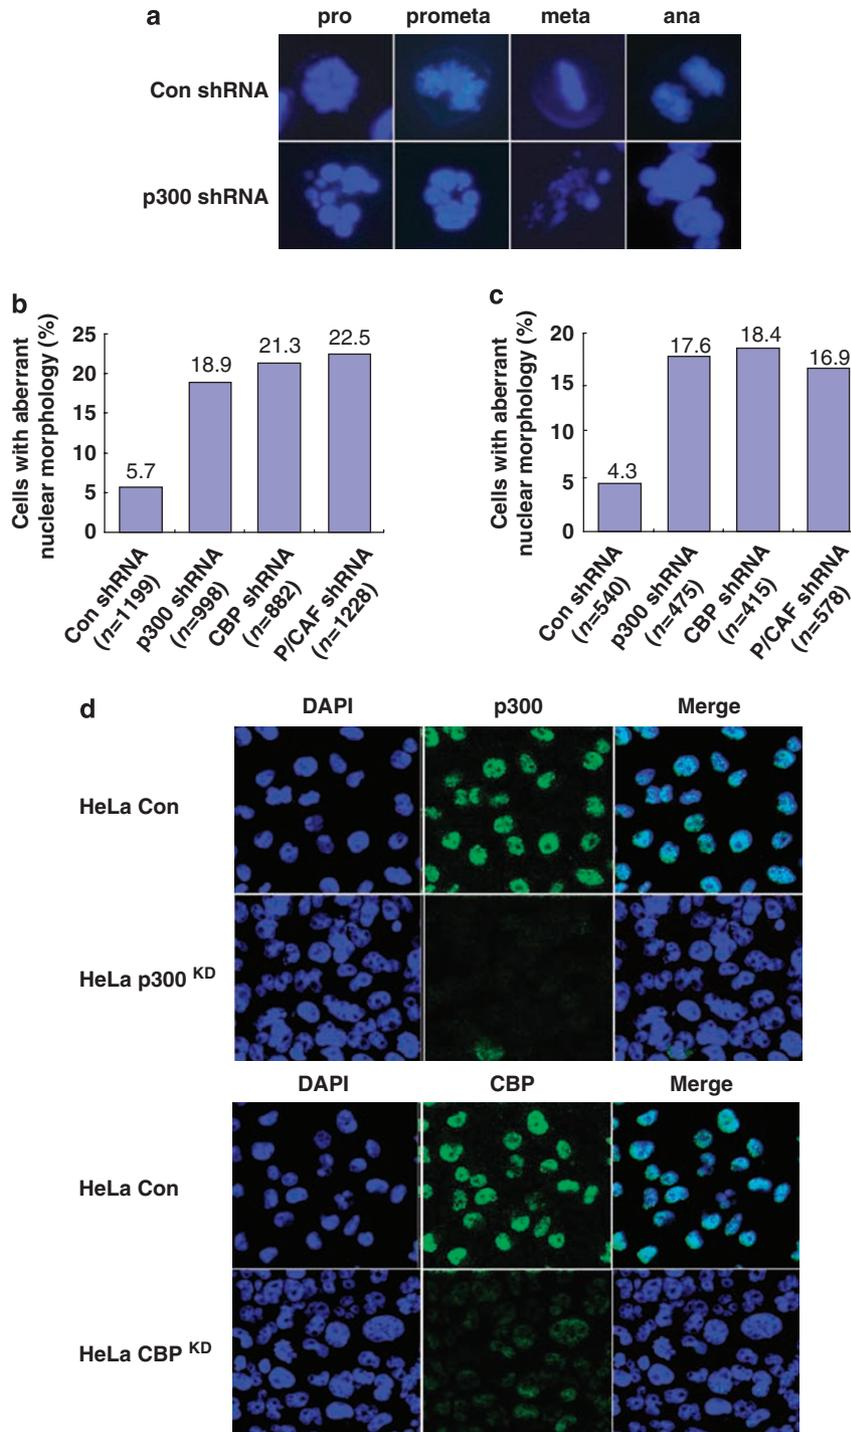 a
pro prometa meta ana
Con shRNA
p300 shRNA
b
Cells with aberrant
nuclear morphology (%)
25
20
15
10
5
0
5.7
18.9
21.3
22.5
Con shRNA
(n=1199)
p300 shRNA
(n=998)
CBP shRNA
(n=882)
P/CAF shRNA
(n=1228)
c
Cells with aberrant
nuclear morphology (%)
20
15
10
5
0
4.3
17.6
18.4
16.9
Con shRNA
(n=540)
p300 shRNA
(n=475)
CBP shRNA
(n=415)
P/CAF shRNA
(n=578)
d
DAPI p300 Merge
HeLa Con
HeLa p300 KD
DAPI CBP Merge
HeLa Con
HeLa CBP KD